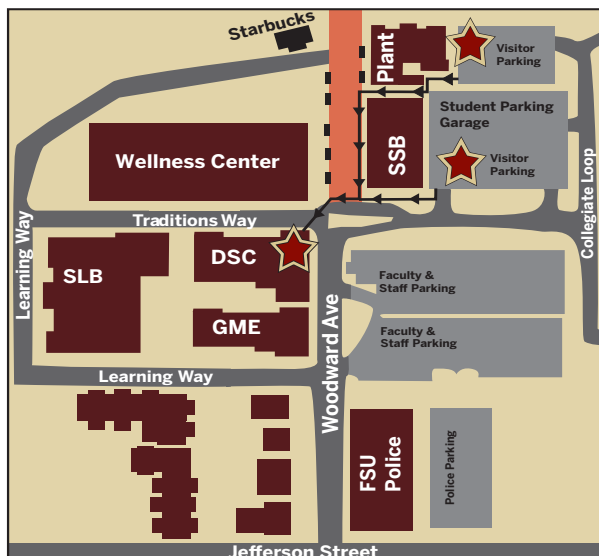 Starbucks
Plant
Visitor
Parking
Student Parking
Garage
Wellness Center
SSB
Visitor
Parking
Collegiate Loop
Learning Way
Traditions Way
SLB
DSC
Faculty &
Staff Parking
GME
Woodward Ave
Faculty &
Staff Parking
Learning Way
FSU
Police
Police Parking
Jefferson Street